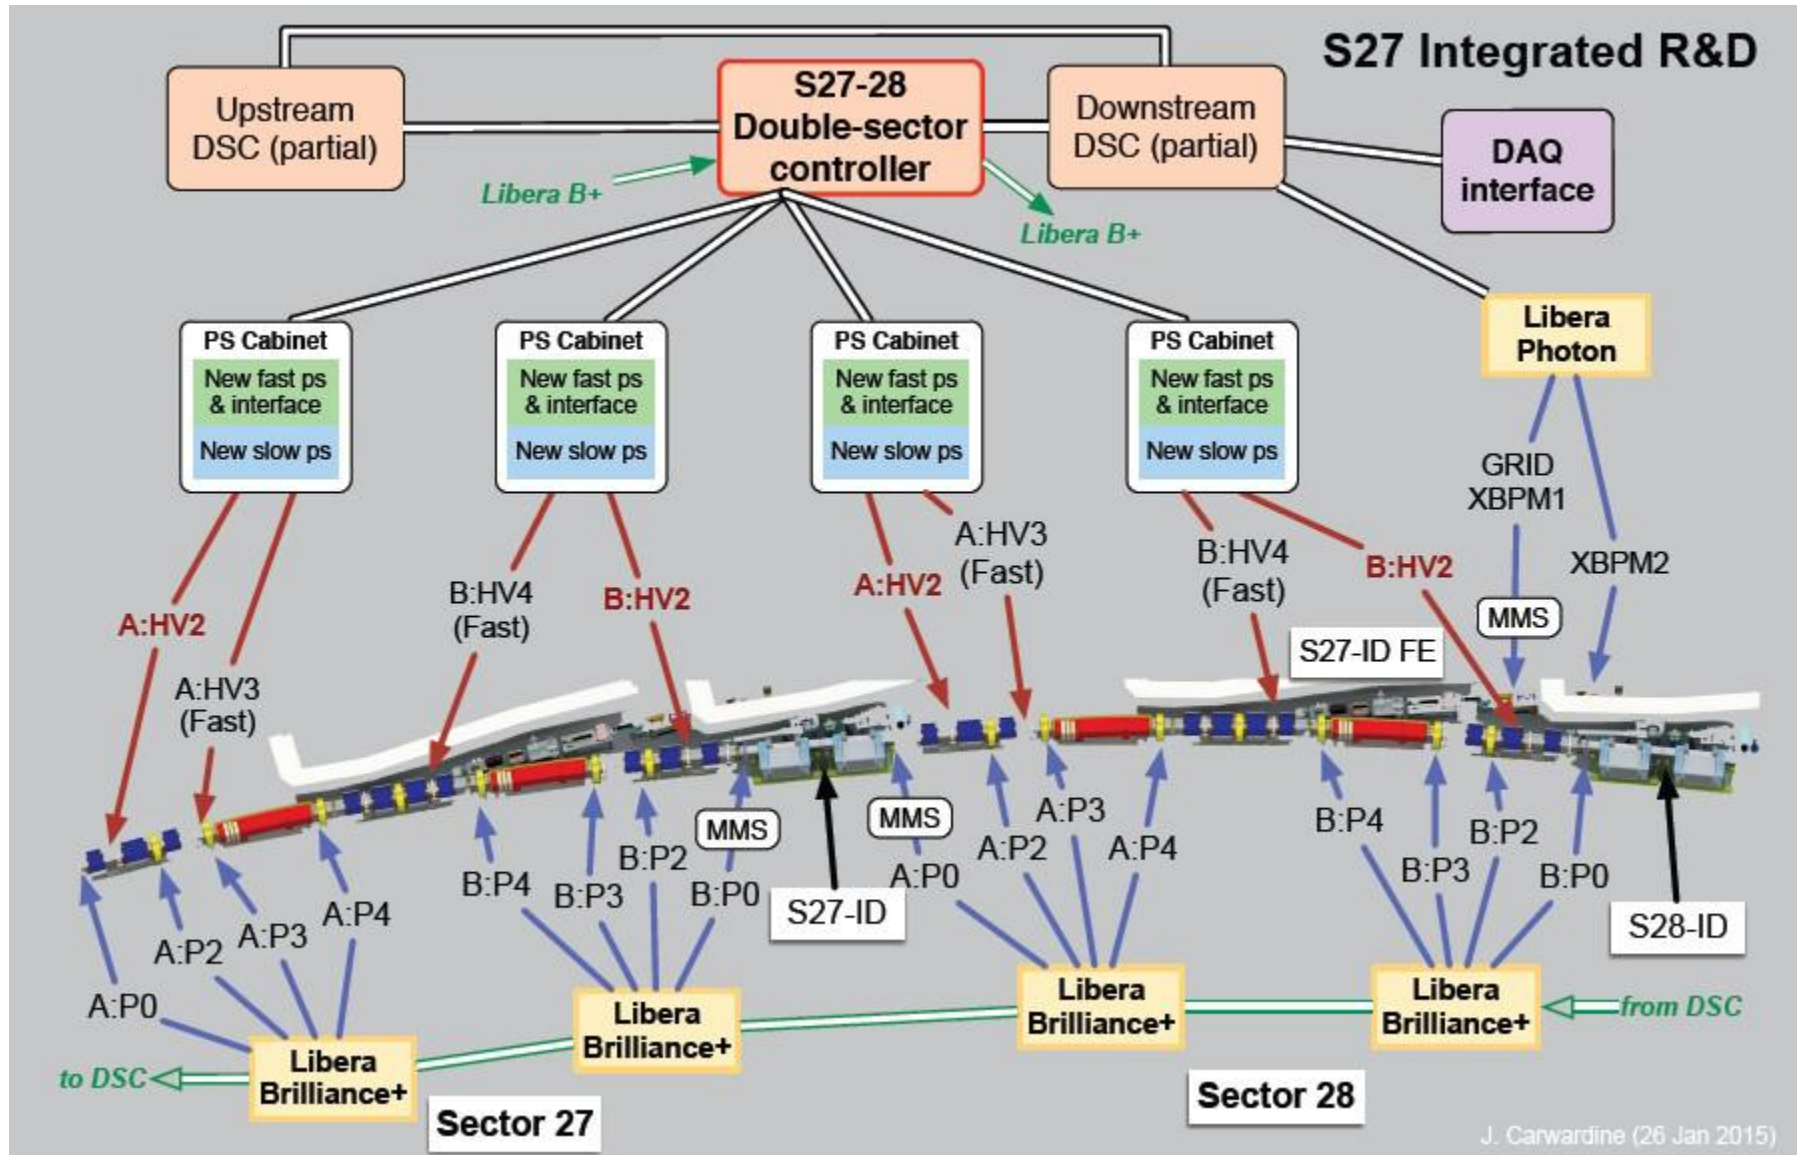 S27 Integrated R&D
Upstream
DSC (partial)
S27-28
Double-sector
controller
Downstream
DSC (partial)
DAQ
interface
Libera B+
Libera B+
PS Cabinet
New fast ps
& interface
New slow ps
PS Cabinet
New fast ps
& interface
New slow ps
PS Cabinet
New fast ps
& interface
New slow ps
PS Cabinet
New fast ps
& interface
New slow ps
Libera
Photon
GRID
XBPM1
XBPM2
MMS
A:HV2
A:HV3
(Fast)
B:HV4
(Fast)
B:HV2
A:HV2
A:HV3
(Fast)
B:HV4
(Fast)
B:HV2
S27-ID FE
MMS
MMS
A:P0
A:P2
A:P3
A:P4
B:P4
B:P3
B:P2
B:P0
S27-ID
A:P0
A:P2
A:P3
A:P4
B:P4
B:P3
B:P2
B:P0
S28-ID
Libera
Brilliance+
Libera
Brilliance+
Libera
Brilliance+
Libera
Brilliance+
from DSC
to DSC
Sector 27
Sector 28
J. Carwardine (26 Jan 2015)